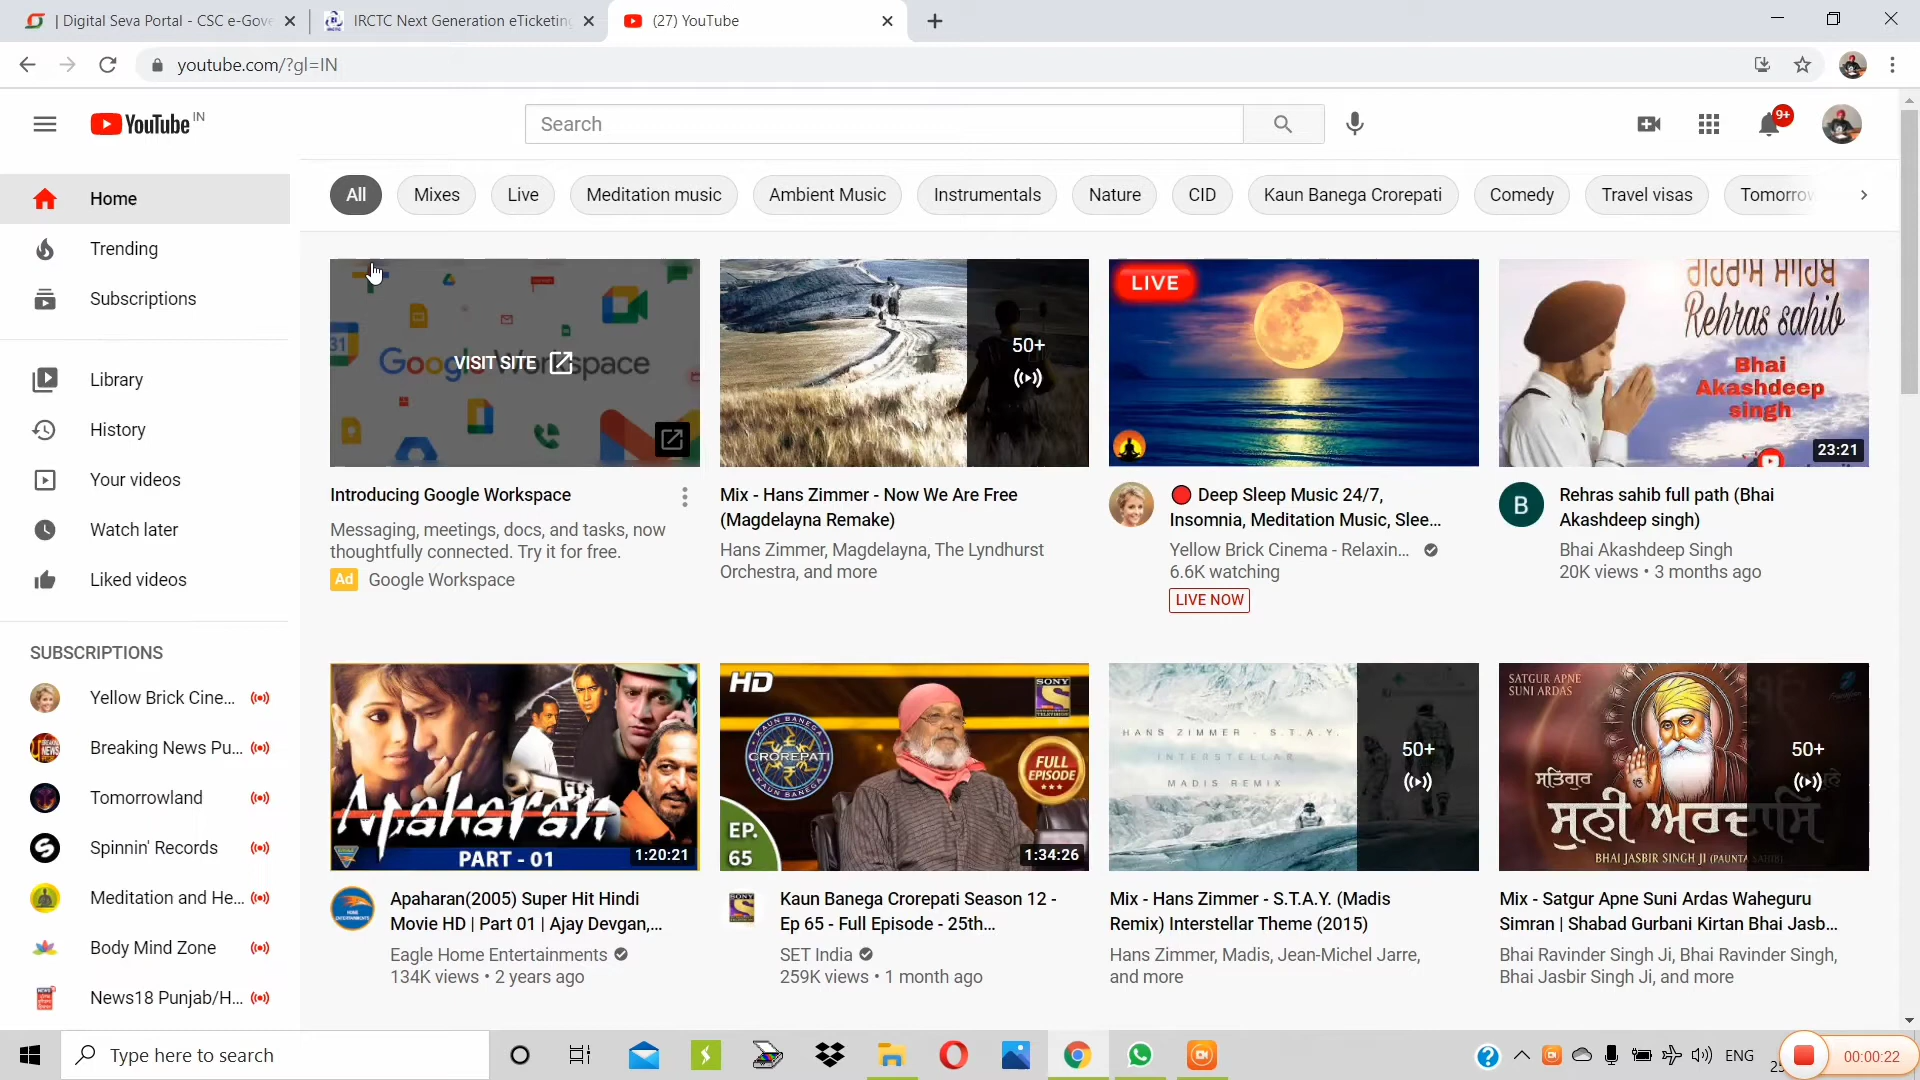 | Digital Seva Portal - CSC e-Gove
IRCTC Next Generation eTicketing
(27) YouTube
youtube.com/?gl=IN
YouTube IN
Search
9+
Home
Trending
Subscriptions
Library
History
Your videos
Watch later
Liked videos
SUBSCRIPTIONS
Yellow Brick Cine...
Breaking News Pu...
Tomorrowland
Spinnin' Records
Meditation and He...
Body Mind Zone
News18 Punjab/H...
All
Mixes
Live
Meditation music
Ambient Music
Instrumentals
Nature
CID
Kaun Banega Crorepati
Comedy
Travel visas
Tomorrow
31
Google Workspace
VISIT SITE
Introducing Google Workspace
Messaging, meetings, docs, and tasks, now
thoughtfully connected. Try it for free.
Ad Google Workspace
50+
Mix - Hans Zimmer - Now We Are Free
(Magdelayna Remake)
Hans Zimmer, Magdelayna, The Lyndhurst
Orchestra, and more
LIVE
Deep Sleep Music 24/7,
Insomnia, Meditation Music, Slee...
Yellow Brick Cinema - Relaxin...
6.6K watching
LIVE NOW
ਰਹਿਰਾਸ ਸਾਹਿਬ
Rehras sahib
Bhai
Akashdeep
singh
23:21
B
Rehras sahib full path (Bhai
Akashdeep singh)
Bhai Akashdeep Singh
20K views • 3 months ago
Apaharan
PART - 01
1:20:21
Apaharan(2005) Super Hit Hindi
Movie HD | Part 01 | Ajay Devgan,...
Eagle Home Entertainments
134K views • 2 years ago
HD
SONY
KAUN BANEGA
CROREPATI
FULL
EPISODE
EP.
65
1:34:26
Kaun Banega Crorepati Season 12 -
Ep 65 - Full Episode - 25th...
SET India
259K views • 1 month ago
HANS ZIMMER - S.T.A.Y.
INTERSTELLAR
MADIS REMIX
50+
Mix - Hans Zimmer - S.T.A.Y. (Madis
Remix) Interstellar Theme (2015)
Hans Zimmer, Madis, Jean-Michel Jarre,
and more
SATGUR APNE
SUNI ARDAS
50+
ਸਤਿਗੁਰ
ਸੁਣੀ ਅਰਦਾਸਿ
BHAI JASBIR SINGH JI (PAUNTA SAHIB)
Mix - Satgur Apne Suni Ardas Waheguru
Simran | Shabad Gurbani Kirtan Bhai Jasb...
Bhai Ravinder Singh Ji, Bhai Ravinder Singh,
Bhai Jasbir Singh Ji, and more
Type here to search
ENG
00:00:22